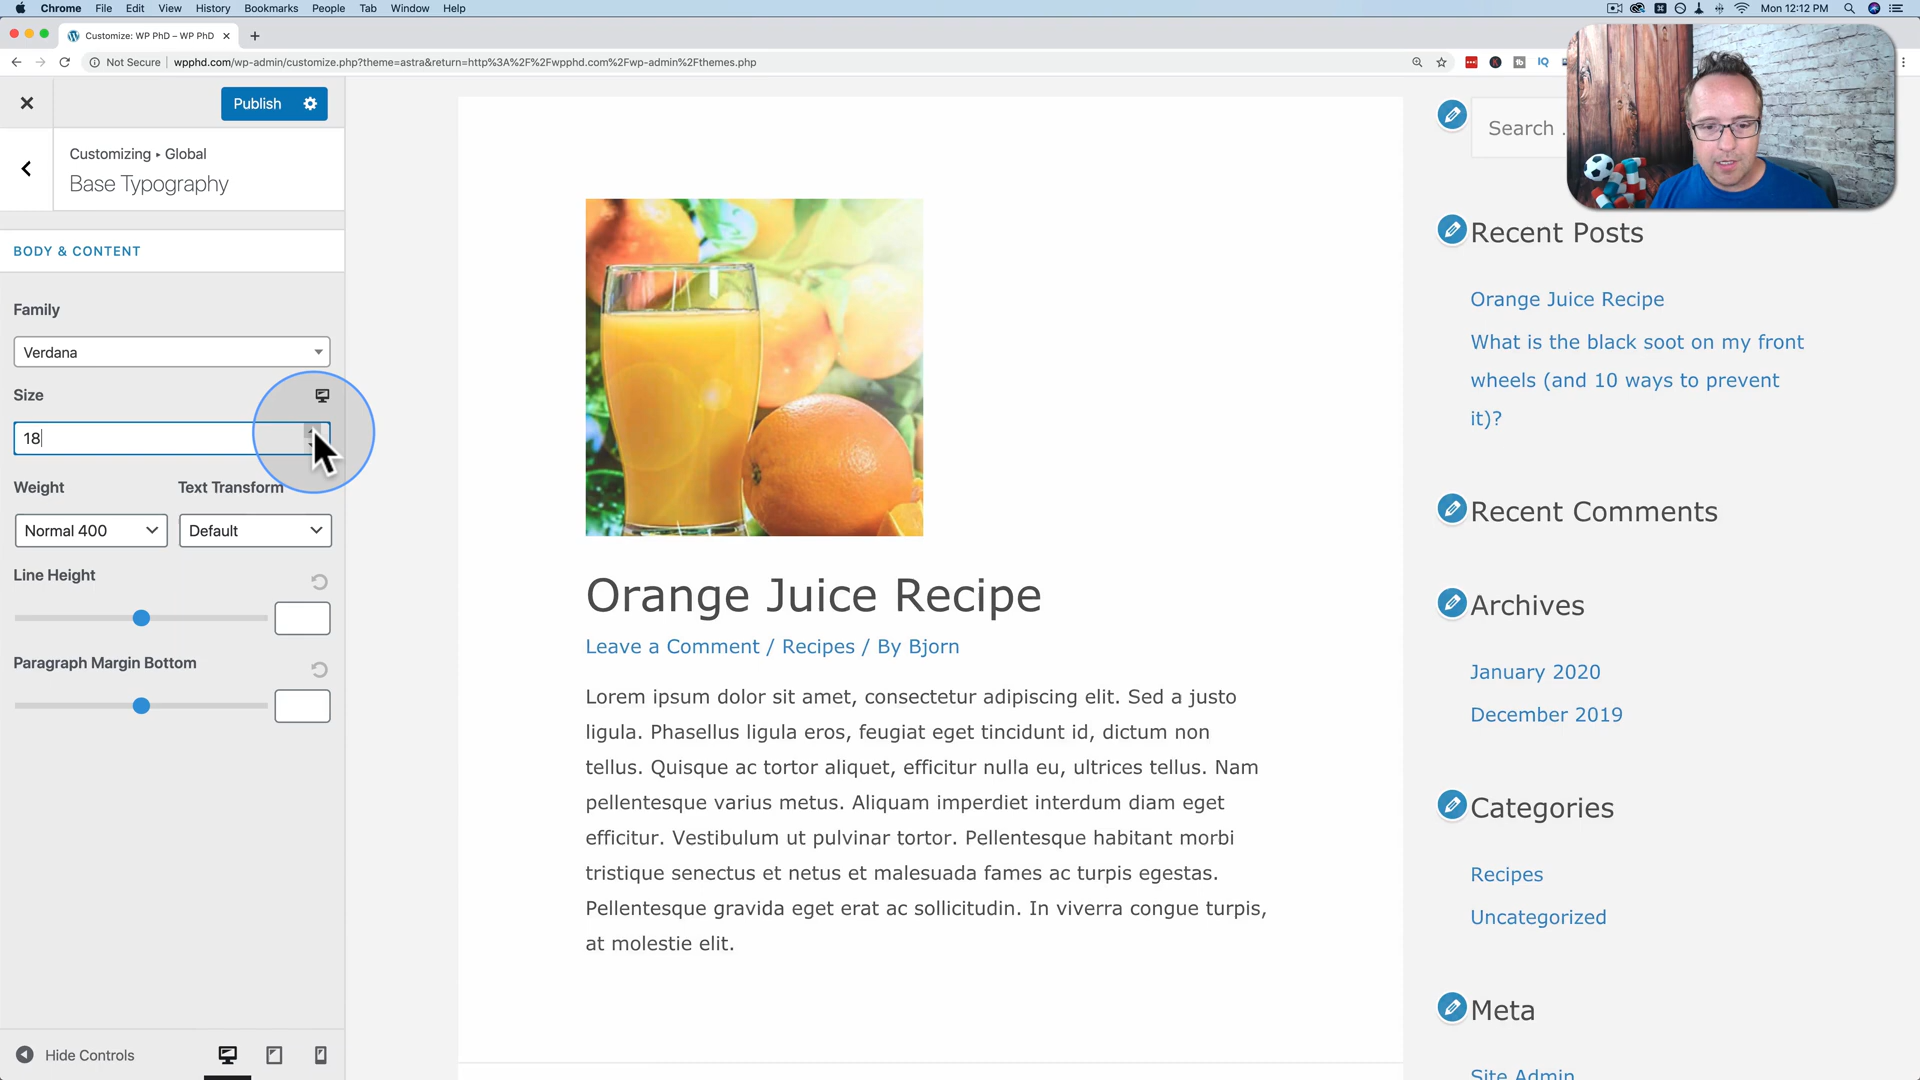 Chrome File Edit View History Bookmarks People Tab Window Help
Mon 12:12 PM
Customize: WP PhD – WP PhD
Not Secure wpphd.com/wp-admin/customize.php?theme=astra&return=http%3A%2F%2Fwpphd.com%2Fwp-admin%2Fthemes.php
IQ
Publish
Customizing ▸ Global
Base Typography
BODY & CONTENT
Family
Verdana
Size
18
Weight Text Transform
Normal 400 Default
Line Height
Paragraph Margin Bottom
Hide Controls
Orange Juice Recipe
Leave a Comment / Recipes / By Bjorn
Lorem ipsum dolor sit amet, consectetur adipiscing elit. Sed a justo
ligula. Phasellus ligula eros, feugiat eget tincidunt id, dictum non
tellus. Quisque ac tortor aliquet, efficitur nulla eu, ultrices tellus. Nam
pellentesque varius metus. Aliquam imperdiet interdum diam eget
efficitur. Vestibulum ut pulvinar tortor. Pellentesque habitant morbi
tristique senectus et netus et malesuada fames ac turpis egestas.
Pellentesque gravida eget erat ac sollicitudin. In viverra congue turpis,
at molestie elit.
Search
Recent Posts
Orange Juice Recipe
What is the black soot on my front
wheels (and 10 ways to prevent
it)?
Recent Comments
Archives
January 2020
December 2019
Categories
Recipes
Uncategorized
Meta
Site Admin